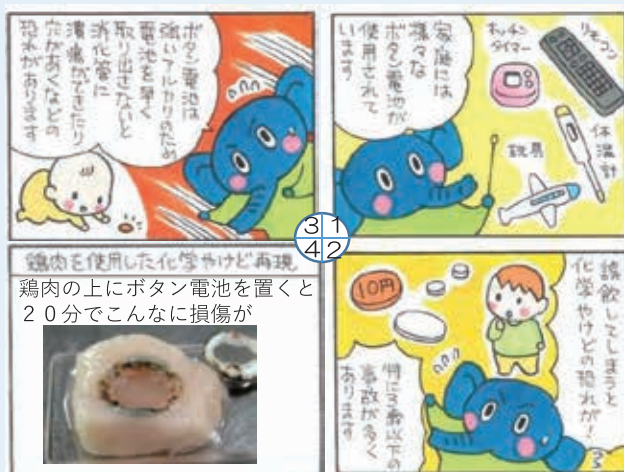 家庭には
様々な
ボタン電池が
使用されて
います
キッチン
タイマー
リモコン
体温計
玩具
1
2
3
4
誤飲してしまうと
化学やけどの恐れが!
10円
特に3歳以下の
事故が多く
あります
ボタン電池は
強いアルカリのため
電池を早く
取り出さないと
消化管に
潰瘍ができたり
穴があくなどの
恐れがあります
鶏肉を使用した化学やけど再現
鶏肉の上にボタン電池を置くと
20分でこんなに損傷が